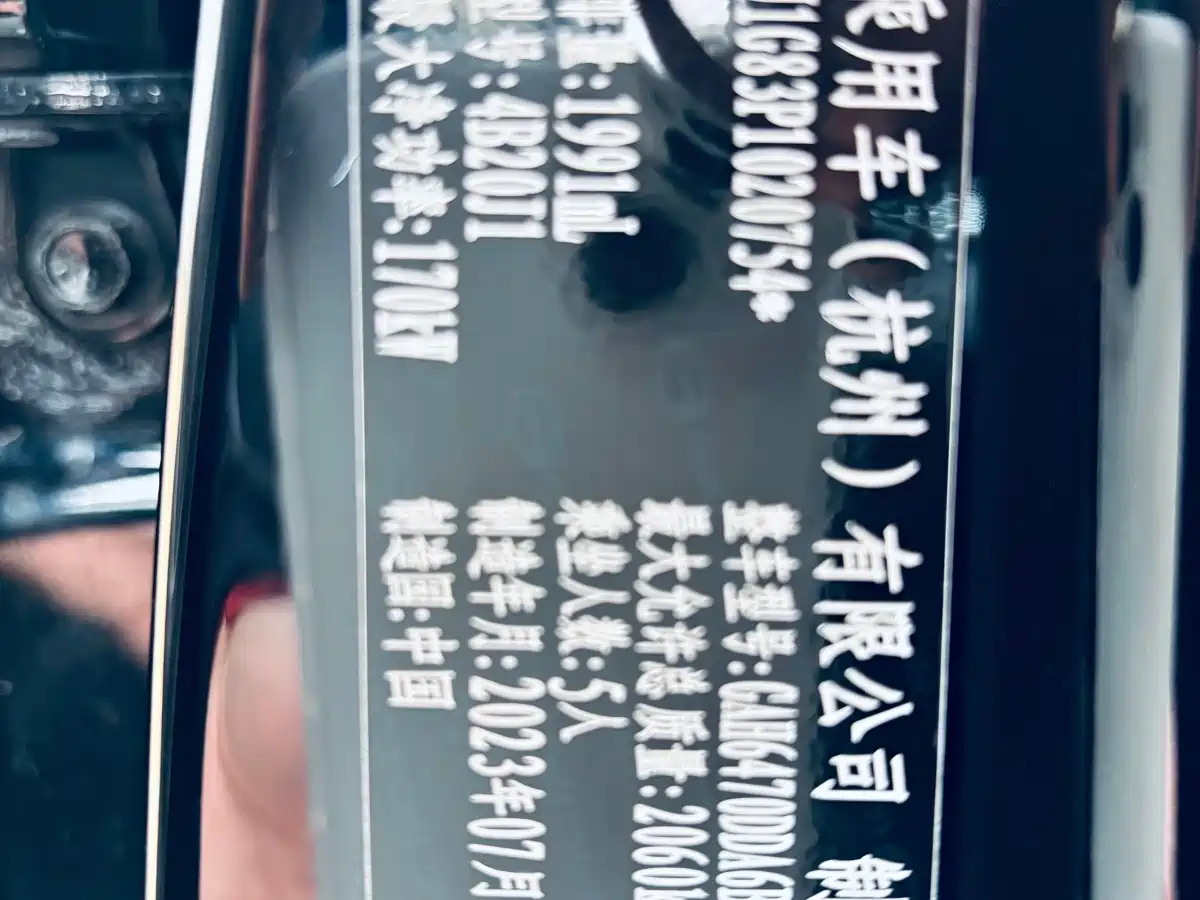 乘用车（杭州）有限公司 制
1G83P1020754*
整车型号:GAH6470DDA6B
最大允许总质量:2060k
排量:1991ml
乘坐人数:5人
型号:4B20J1
制造年月:2023年07月
最大净功率:170kW
制造国:中国